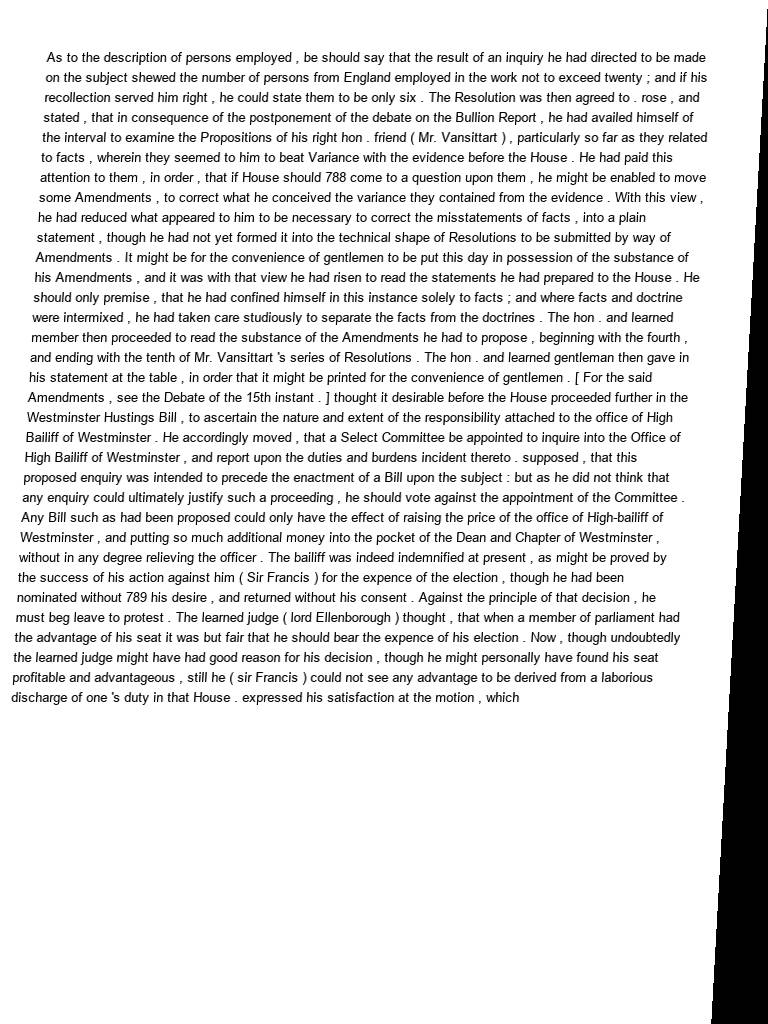 As to the description of persons employed , be should say that the result of an inquiry he had directed to be made
on the subject shewed the number of persons from England employed in the work not to exceed twenty ; and if his
recollection served him right , he could state them to be only six . The Resolution was then agreed to . rose , and
stated , that in consequence of the postponement of the debate on the Bullion Report , he had availed himself of
the interval to examine the Propositions of his right hon . friend ( Mr. Vansittart ) , particularly so far as they related
to facts , wherein they seemed to him to beat Variance with the evidence before the House . He had paid this
attention to them , in order , that if House should 788 come to a question upon them , he might be enabled to move
some Amendments , to correct what he conceived the variance they contained from the evidence . With this view ,
he had reduced what appeared to him to be necessary to correct the misstatements of facts , into a plain
statement , though he had not yet formed it into the technical shape of Resolutions to be submitted by way of
Amendments . It might be for the convenience of gentlemen to be put this day in possession of the substance of
his Amendments , and it was with that view he had risen to read the statements he had prepared to the House . He
should only premise , that he had confined himself in this instance solely to facts ; and where facts and doctrine
were intermixed , he had taken care studiously to separate the facts from the doctrines . The hon . and learned
member then proceeded to read the substance of the Amendments he had to propose , beginning with the fourth ,
and ending with the tenth of Mr. Vansittart 's series of Resolutions . The hon . and learned gentleman then gave in
his statement at the table , in order that it might be printed for the convenience of gentlemen . [ For the said
Amendments , see the Debate of the 15th instant . ] thought it desirable before the House proceeded further in the
Westminster Hustings Bill , to ascertain the nature and extent of the responsibility attached to the office of High
Bailiff of Westminster . He accordingly moved , that a Select Committee be appointed to inquire into the Office of
High Bailiff of Westminster , and report upon the duties and burdens incident thereto . supposed , that this
proposed enquiry was intended to precede the enactment of a Bill upon the subject : but as he did not think that
any enquiry could ultimately justify such a proceeding , he should vote against the appointment of the Committee .
Any Bill such as had been proposed could only have the effect of raising the price of the office of High-bailiff of
Westminster , and putting so much additional money into the pocket of the Dean and Chapter of Westminster ,
without in any degree relieving the officer . The bailiff was indeed indemnified at present , as might be proved by
the success of his action against him ( Sir Francis ) for the expence of the election , though he had been
nominated without 789 his desire , and returned without his consent . Against the principle of that decision , he
must beg leave to protest . The learned judge ( lord Ellenborough ) thought , that when a member of parliament had
the advantage of his seat it was but fair that he should bear the expence of his election . Now , though undoubtedly
the learned judge might have had good reason for his decision , though he might personally have found his seat
profitable and advantageous , still he ( sir Francis ) could not see any advantage to be derived from a laborious
discharge of one 's duty in that House . expressed his satisfaction at the motion , which